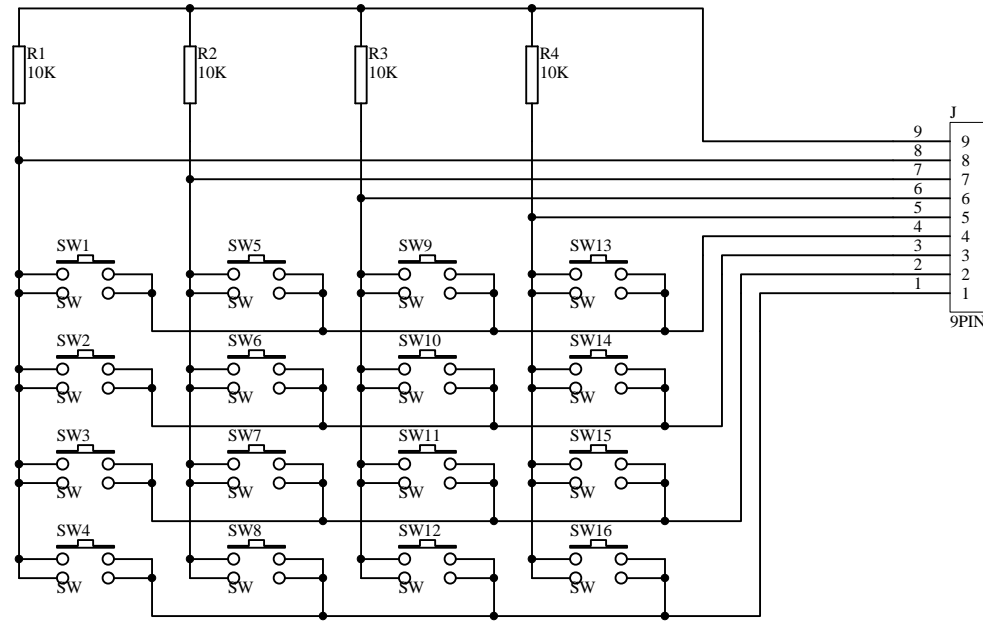 R1
10K
R2
10K
R3
10K
R4
10K
J
9 9
8 8
7 7
6 6
5 5
4 4
3 3
2 2
1 1
9PIN
SW1 SW5 SW9 SW13
SW SW SW SW
SW2 SW6 SW10 SW14
SW SW SW SW
SW3 SW7 SW11 SW15
SW SW SW SW
SW4 SW8 SW12 SW16
SW SW SW SW